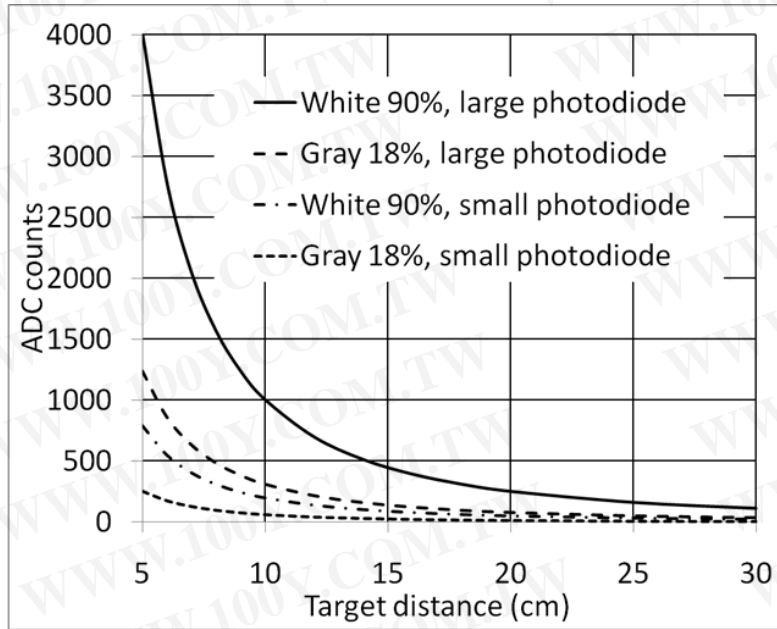 4000
3500
3000
2500
2000
1500
1000
500
0
ADC counts
White 90%, large photodiode
Gray 18%, large photodiode
White 90%, small photodiode
Gray 18%, small photodiode
5 10 15 20 25 30
Target distance (cm)
WWW.100Y.COM.TW